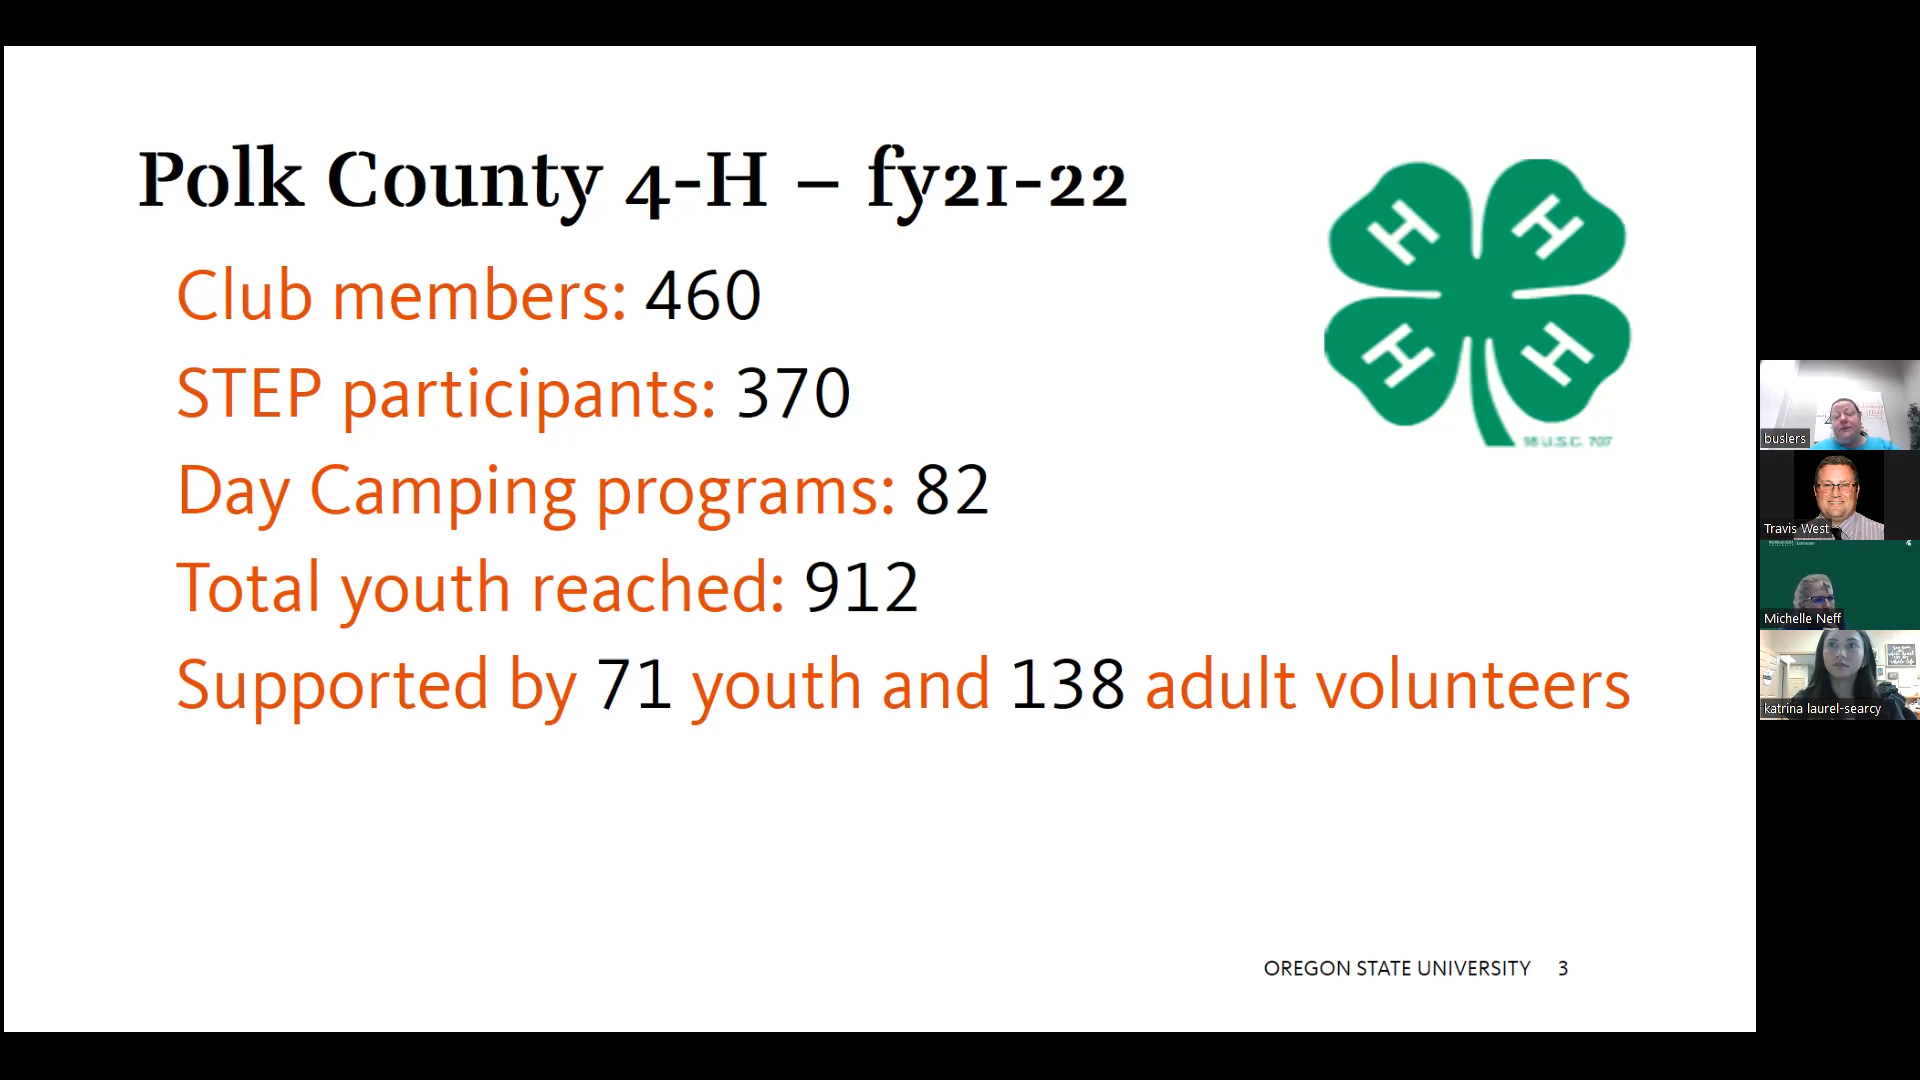 Polk County 4-H – fy21-22
Club members: 460
STEP participants: 370
Day Camping programs: 82
Total youth reached: 912
Supported by 71 youth and 138 adult volunteers
H H
H H
18 U.S.C. 707
OREGON STATE UNIVERSITY 3
buslers
Travis West
Michelle Neff
katrina laurel-searcy